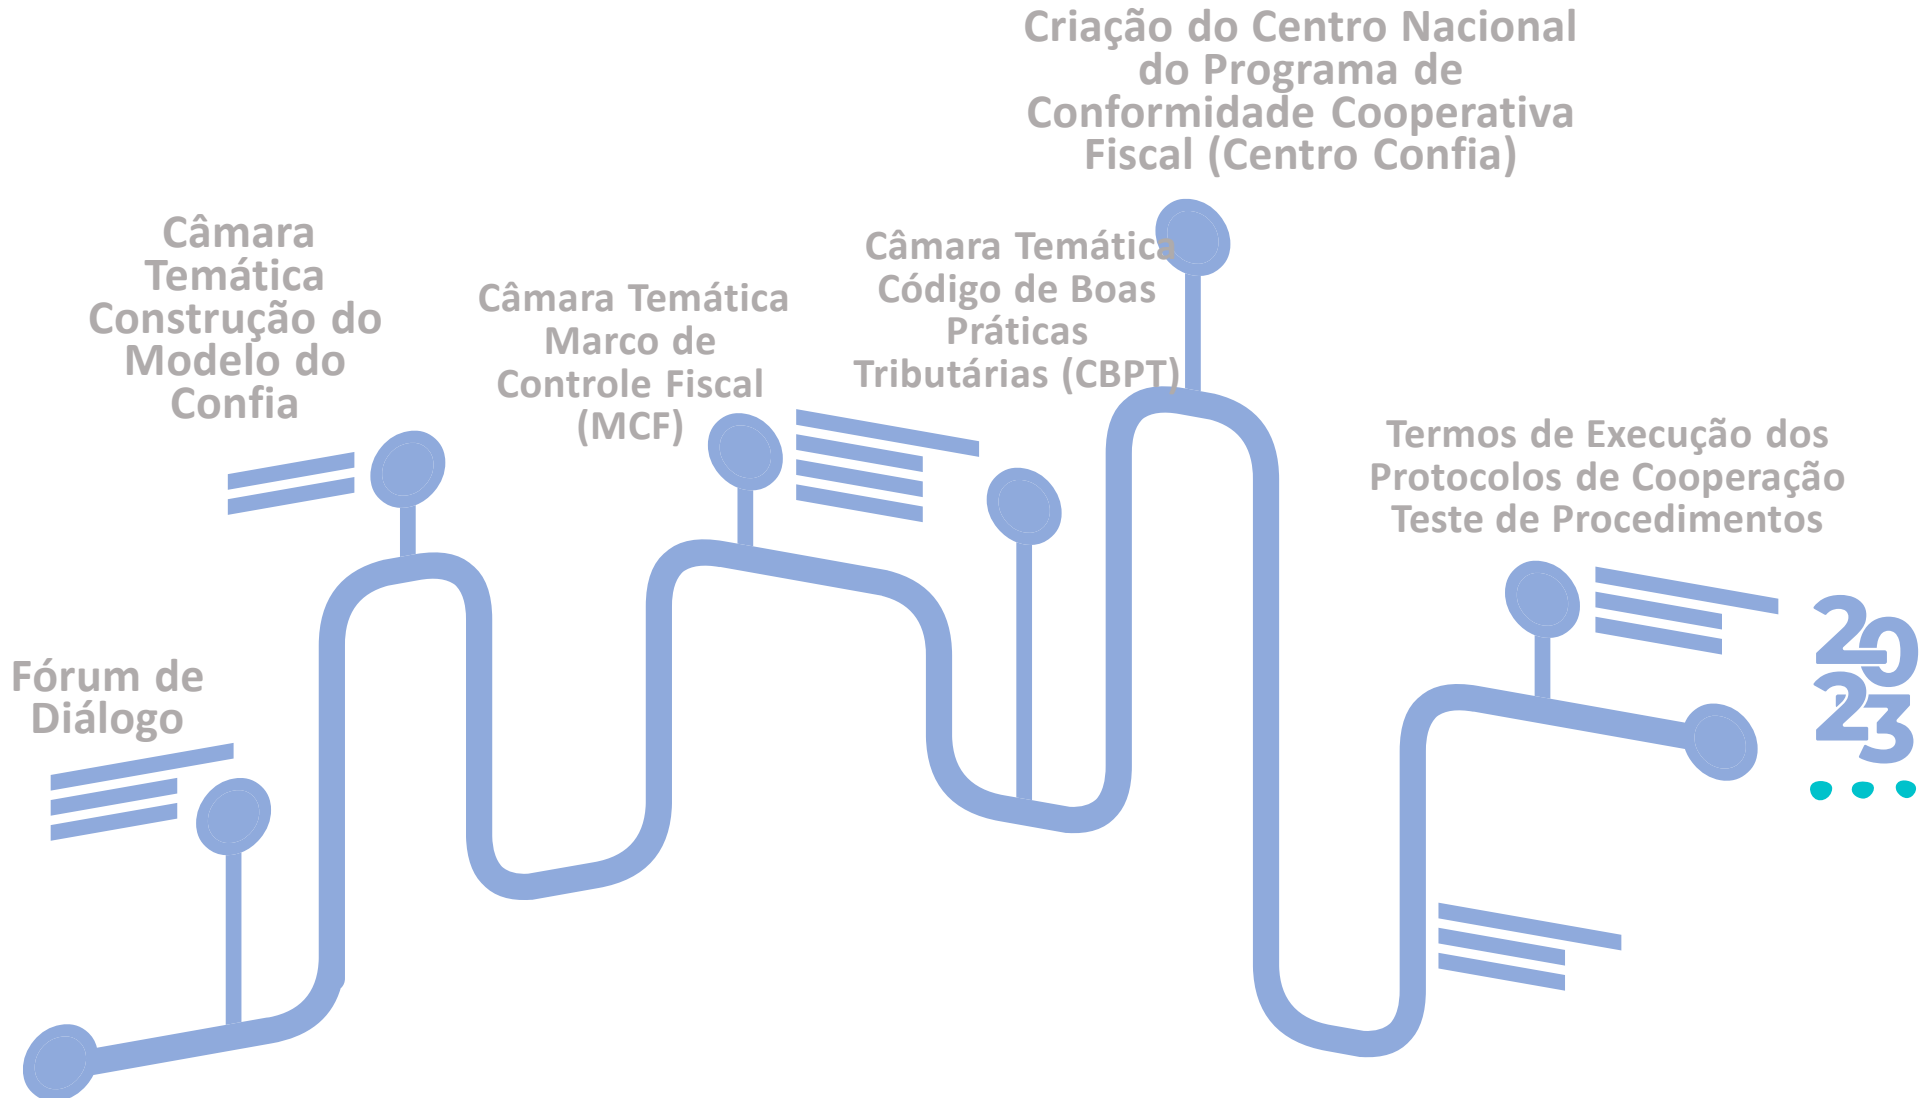 Fórum de
Diálogo
Câmara
Temática
Construção do
Modelo do
Confia
Câmara Temática
Marco de
Controle Fiscal
(MCF)
Câmara Temática
Código de Boas
Práticas
Tributárias (CBPT)
Criação do Centro Nacional
do Programa de
Conformidade Cooperativa
Fiscal (Centro Confia)
Termos de Execução dos
Protocolos de Cooperação
Teste de Procedimentos
20
23